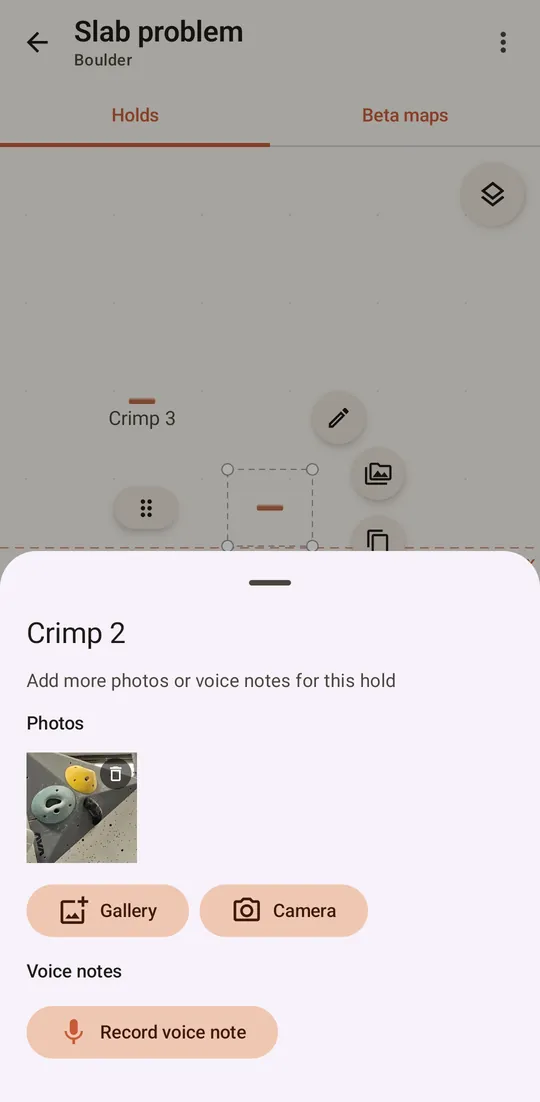 Slab problem
Boulder
Holds
Beta maps
Crimp 3
Crimp 2
Add more photos or voice notes for this hold
Photos
Gallery
Camera
Voice notes
Record voice note